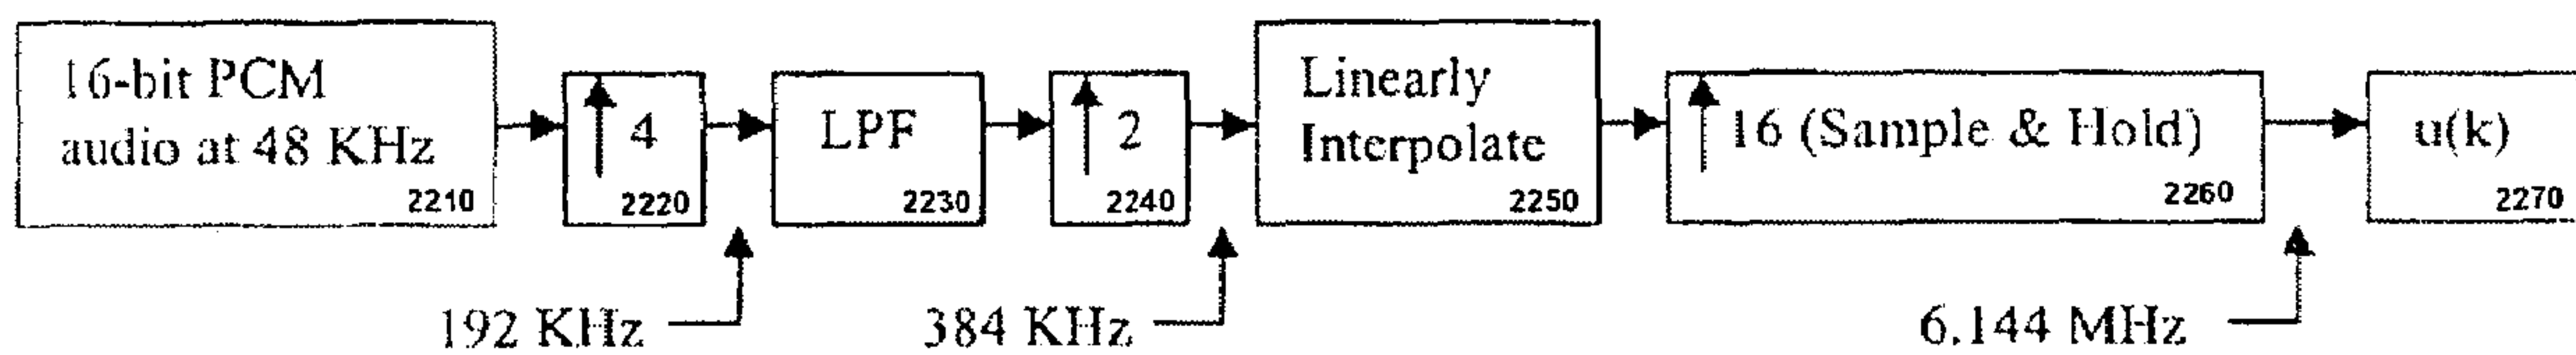 16-bit PCM
audio at 48 KHz
2210
4
2220
LPF
2230
2
2240
Linearly
Interpolate
2250
16 (Sample & Hold)
2260
u(k)
2270
192 KHz
384 KHz
6.144 MHz